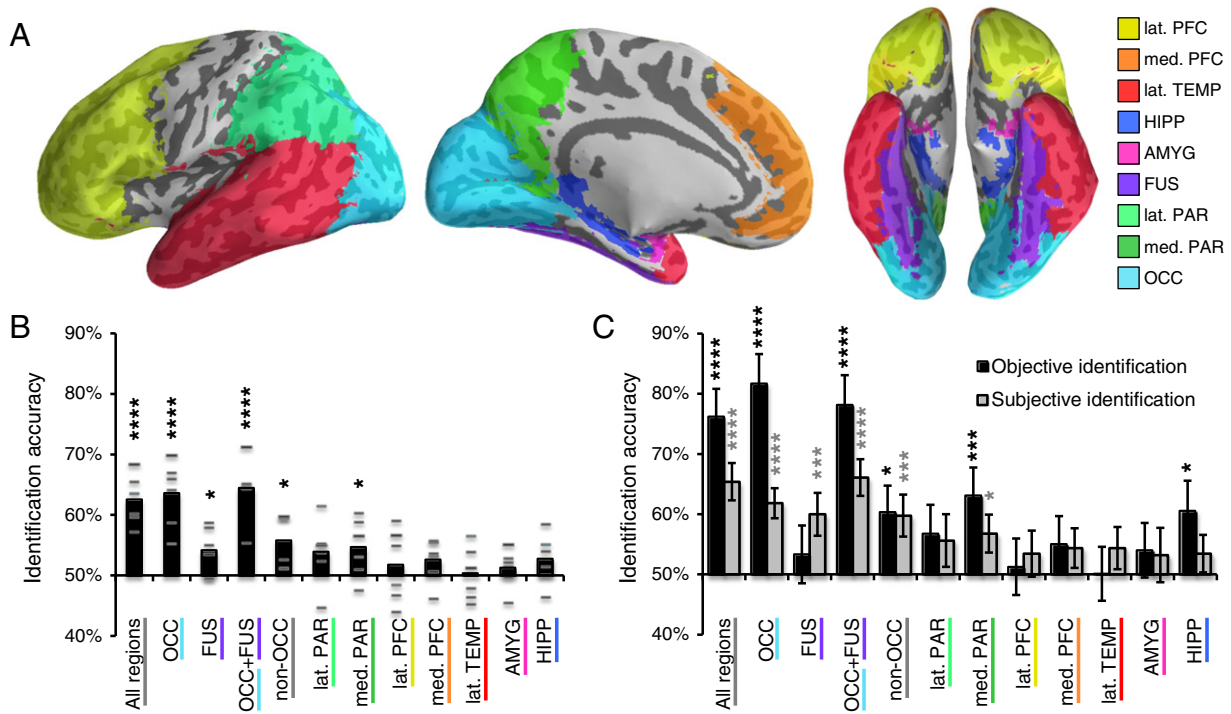 A
lat. PFC
med. PFC
lat. TEMP
HIPP
AMYG
FUS
lat. PAR
med. PAR
OCC
B
90%
80%
70%
60%
50%
40%
Identification accuracy
****
****
*
****
*
*
All regions
OCC
FUS
OCC+FUS
non-OCC
lat. PAR
med. PAR
lat. PFC
med. PFC
lat. TEMP
AMYG
HIPP
C
90%
80%
70%
60%
50%
40%
Identification accuracy
Objective identification
Subjective identification
****
****
****
****
***
****
****
*
***
***
*
*
All regions
OCC
FUS
OCC+FUS
non-OCC
lat. PAR
med. PAR
lat. PFC
med. PFC
lat. TEMP
AMYG
HIPP